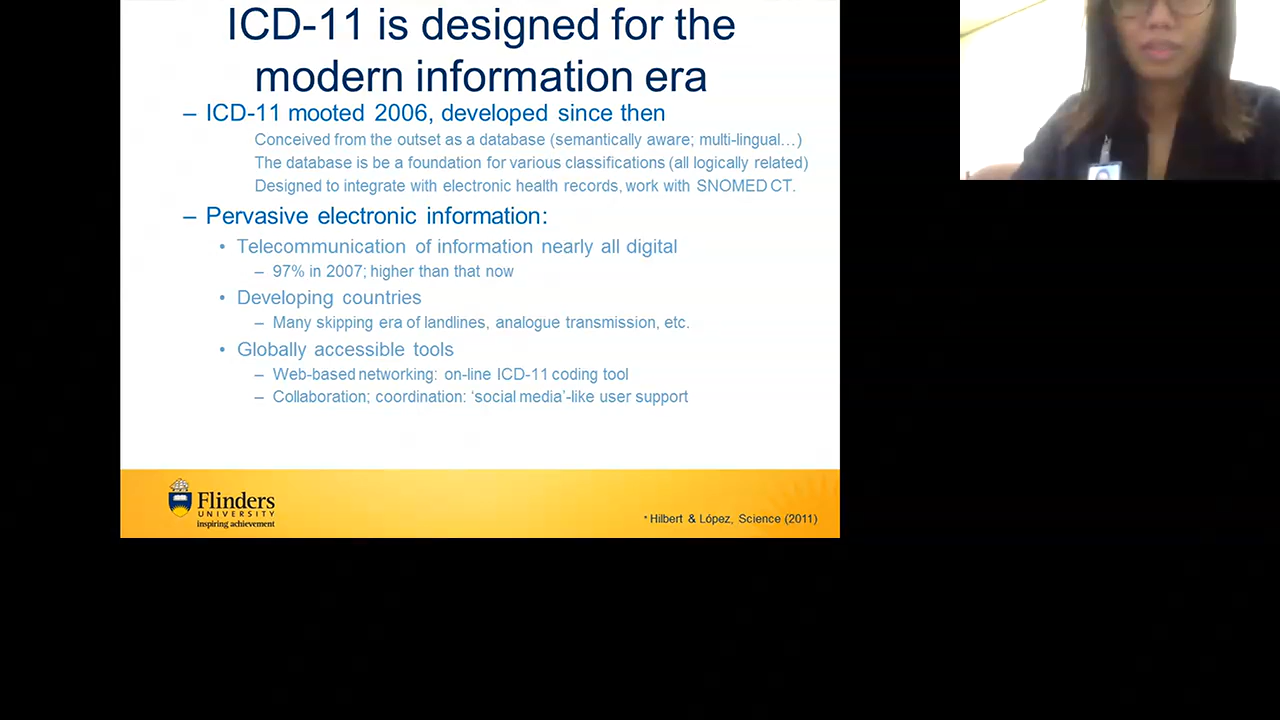 ICD-11 is designed for the
modern information era
– ICD-11 mooted 2006, developed since then
Conceived from the outset as a database (semantically aware; multi-lingual…)
The database is be a foundation for various classifications (all logically related)
Designed to integrate with electronic health records, work with SNOMED CT.
– Pervasive electronic information:
• Telecommunication of information nearly all digital
– 97% in 2007; higher than that now
• Developing countries
– Many skipping era of landlines, analogue transmission, etc.
• Globally accessible tools
– Web-based networking: on-line ICD-11 coding tool
– Collaboration; coordination: ‘social media’-like user support
Flinders
UNIVERSITY
inspiring achievement
* Hilbert & López, Science (2011)